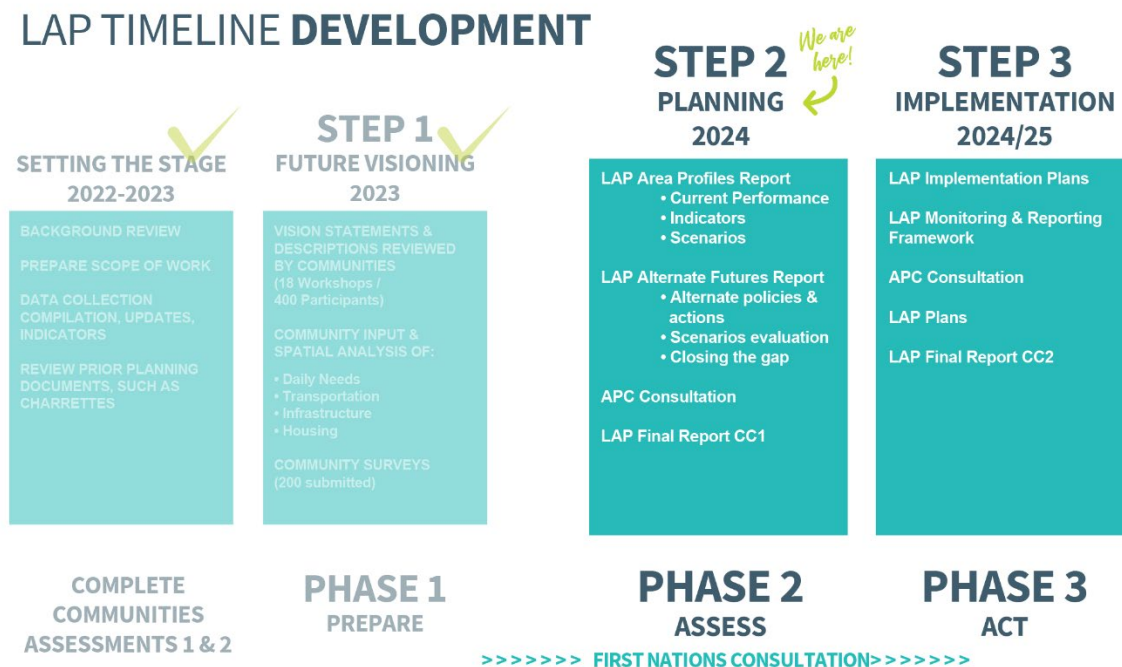 LAP TIMELINE DEVELOPMENT
SETTING THE STAGE
2022-2023
BACKGROUND REVIEW
PREPARE SCOPE OF WORK
DATA COLLECTION
COMPILATION, UPDATES,
INDICATORS
REVIEW PRIOR PLANNING
DOCUMENTS, SUCH AS
CHARRETTES
COMPLETE
COMMUNITIES
ASSESSMENTS 1 & 2
STEP 1
FUTURE VISIONING
2023
VISION STATEMENTS &
DESCRIPTIONS REVIEWED
BY COMMUNITIES
(18 Workshops /
400 Participants)
COMMUNITY INPUT &
SPATIAL ANALYSIS OF:
• Daily Needs
• Transportation
• Infrastructure
• Housing
COMMUNITY SURVEYS
(200 submitted)
PHASE 1
PREPARE
STEP 2
We are
here!
PLANNING
2024
LAP Area Profiles Report
• Current Performance
• Indicators
• Scenarios
LAP Alternate Futures Report
• Alternate policies &
actions
• Scenarios evaluation
• Closing the gap
APC Consultation
LAP Final Report CC1
PHASE 2
ASSESS
STEP 3
IMPLEMENTATION
2024/25
LAP Implementation Plans
LAP Monitoring & Reporting
Framework
APC Consultation
LAP Plans
LAP Final Report CC2
PHASE 3
ACT
>>>>>>> FIRST NATIONS CONSULTATION>>>>>>>